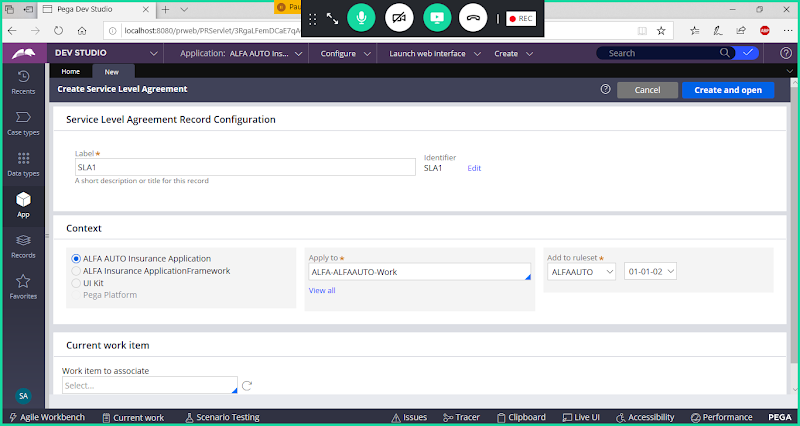 Pega Dev Studio
Pau
REC
localhost:8080/prweb/PRServlet/3RgaLFemDCaE7qA
ABP
DEV STUDIO
Application: ALFA AUTO Ins...
Configure
Launch web interface
Create
Search
Home
New
Recents
Create Service Level Agreement
Cancel
Create and open
Case types
Service Level Agreement Record Configuration
Data types
Label
Identifier
SLA1
SLA1
Edit
A short description or title for this record
App
Context
Records
ALFA AUTO Insurance Application
ALFA Insurance ApplicationFramework
UI Kit
Pega Platform
Apply to
ALFA-ALFAAUTO-Work
View all
Add to ruleset
ALFAAUTO
01-01-02
Favorites
Current work item
Work item to associate
Select...
SA
Agile Workbench
Current work
Scenario Testing
Issues
Tracer
Clipboard
Live UI
Accessibility
Performance
PEGA